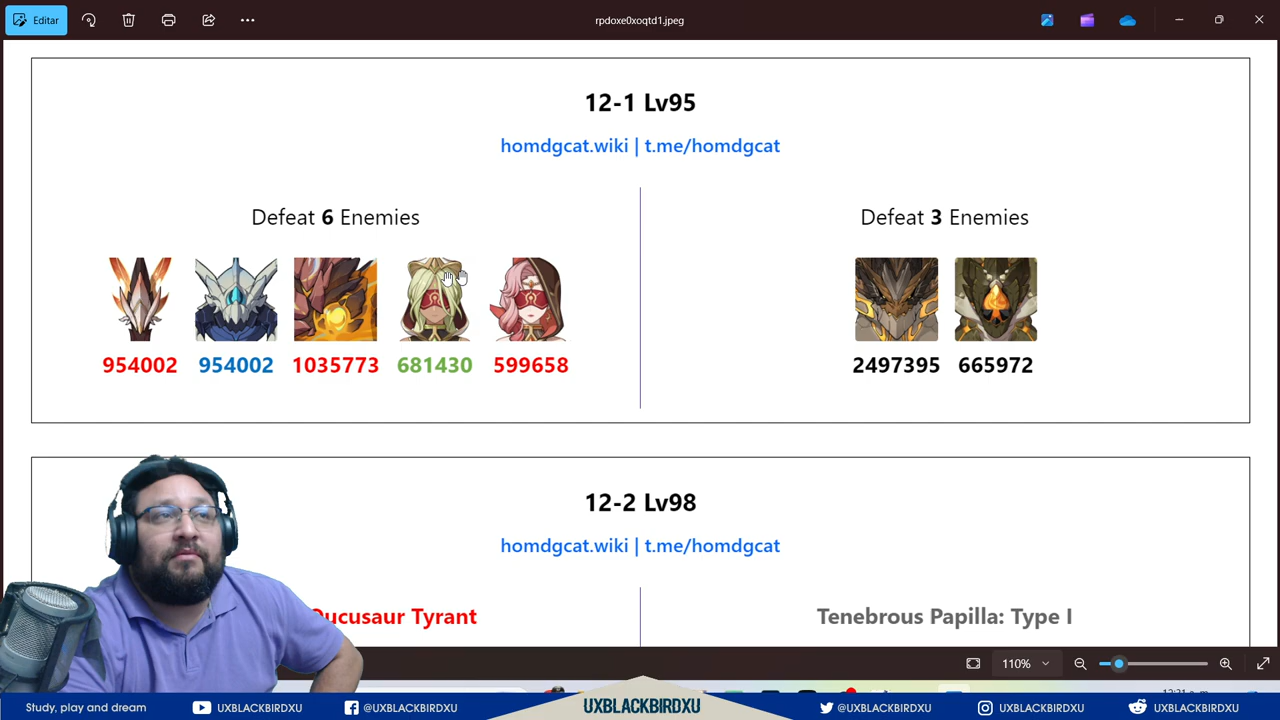 Editar
rpdoxe0xoqtd1.jpeg
12-1 Lv95
homdgcat.wiki | t.me/homdgcat
Defeat 6 Enemies
954002 954002 1035773 681430 599658
Defeat 3 Enemies
2497395 665972
12-2 Lv98
homdgcat.wiki | t.me/homdgcat
Tyrant
Tenebrous Papilla: Type I
110%
Study, play and dream
UXBLACKBIRDXU
@UXBLACKBIRDXU
UXBLACKBIRDXU
@UXBLACKBIRDXU
@UXBLACKBIRDXU
@UXBLACKBIRDXU